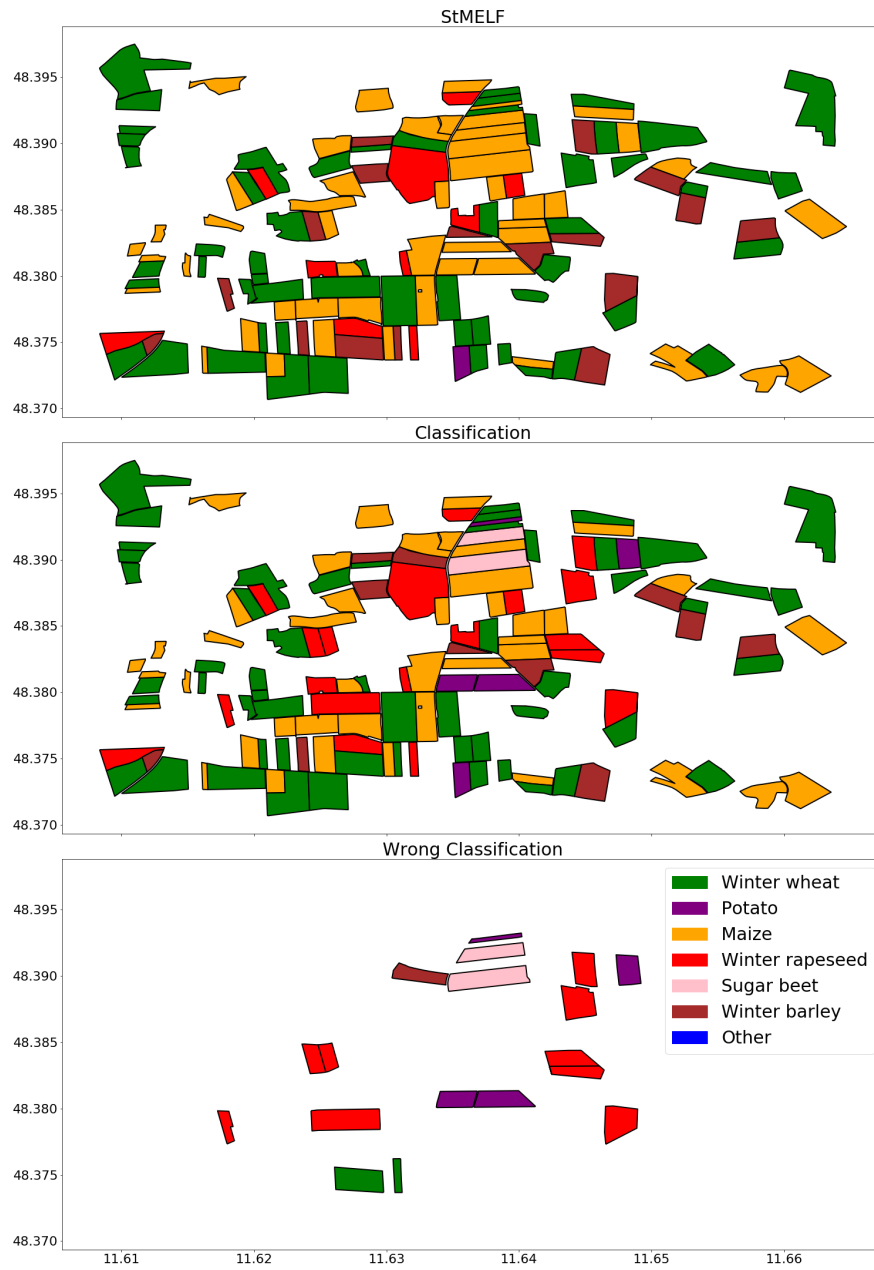 StMELF
48.395
48.390
48.385
48.380
48.375
48.370
Classification
48.395
48.390
48.385
48.380
48.375
48.370
Wrong Classification
48.395
48.390
48.385
48.380
48.375
48.370
Winter wheat
Potato
Maize
Winter rapeseed
Sugar beet
Winter barley
Other
11.61 11.62 11.63 11.64 11.65 11.66